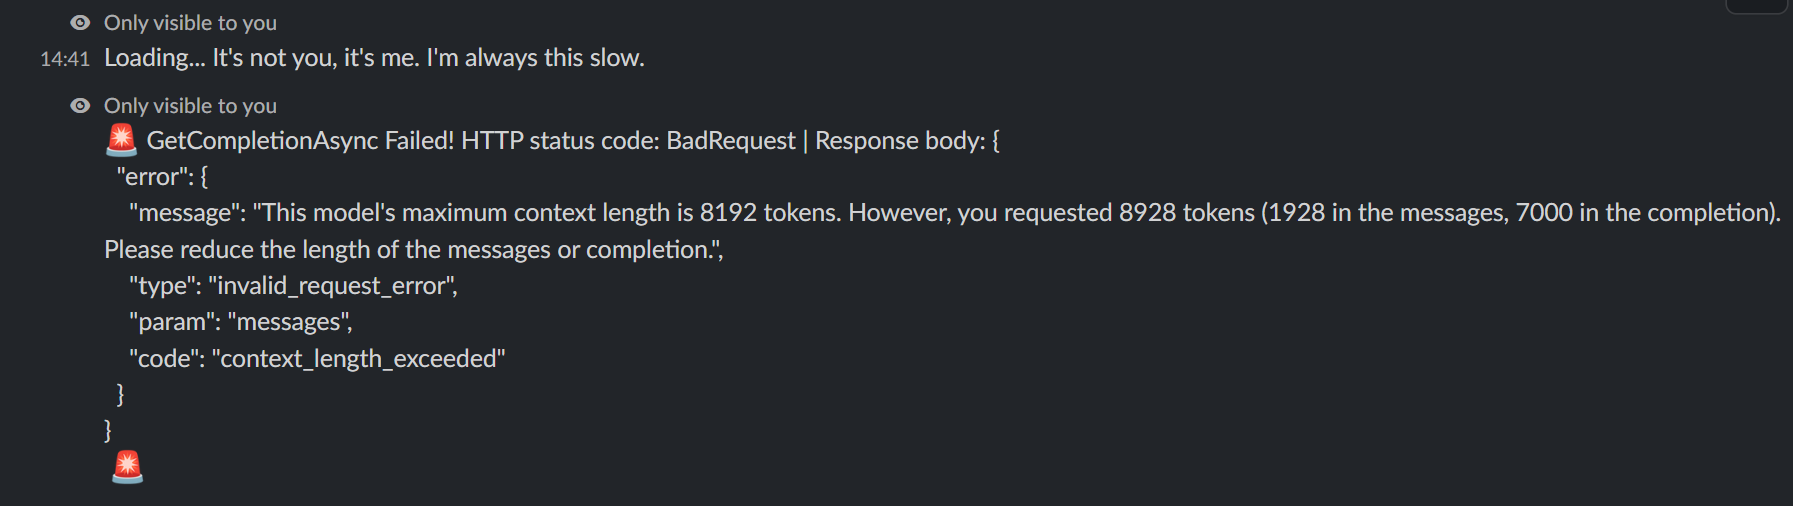 Only visible to you
14:41 Loading... It's not you, it's me. I'm always this slow.
Only visible to you
🚨 GetCompletionAsync Failed! HTTP status code: BadRequest | Response body: {
"error": {
"message": "This model's maximum context length is 8192 tokens. However, you requested 8928 tokens (1928 in the messages, 7000 in the completion).
Please reduce the length of the messages or completion.",
"type": "invalid_request_error",
"param": "messages",
"code": "context_length_exceeded"
}
}
🚨